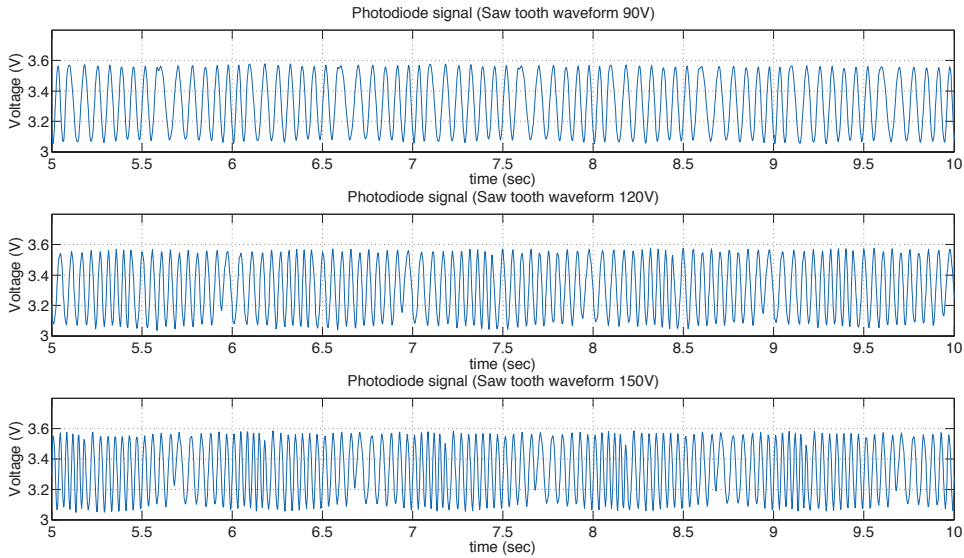 Photodiode signal (Saw tooth waveform 90V)
Voltage (V)
3.6
3.4
3.2
3
5 5.5 6 6.5 7 7.5 8 8.5 9 9.5 10
time (sec)
Photodiode signal (Saw tooth waveform 120V)
Voltage (V)
3.6
3.4
3.2
3
5 5.5 6 6.5 7 7.5 8 8.5 9 9.5 10
time (sec)
Photodiode signal (Saw tooth waveform 150V)
Voltage (V)
3.6
3.4
3.2
3
5 5.5 6 6.5 7 7.5 8 8.5 9 9.5 10
time (sec)